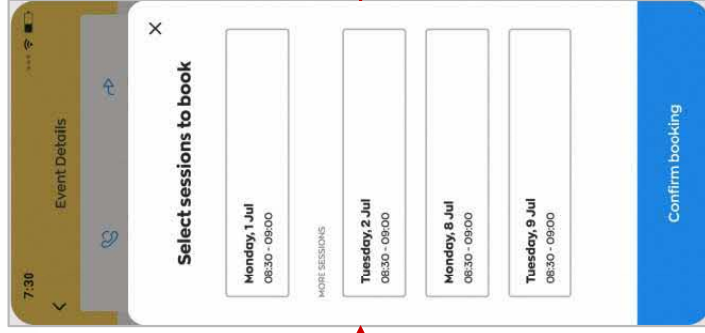 7:30
Event Details
Select sessions to book
Monday, 1 Jul
08:30 - 09:00
MORE SESSIONS
Tuesday, 2 Jul
08:30 - 09:00
Monday, 8 Jul
08:30 - 09:00
Tuesday, 9 Jul
08:30 - 09:00
Confirm booking